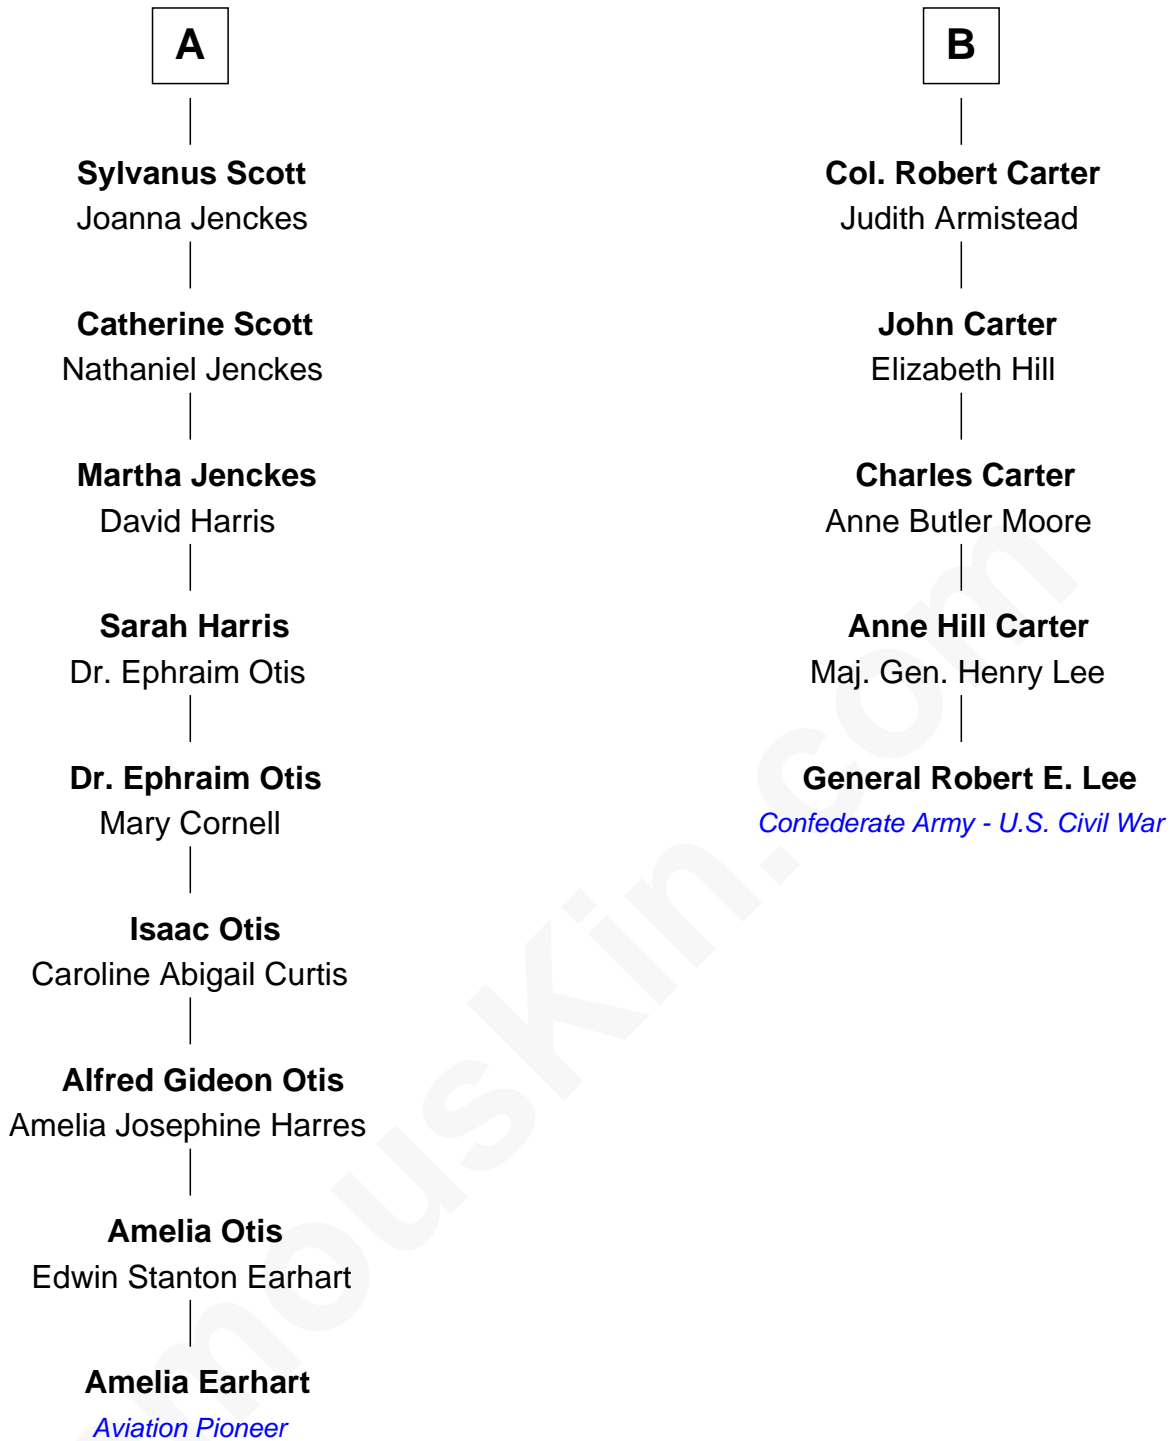 A
Sylvanus Scott
Joanna Jenckes
Catherine Scott
Nathaniel Jenckes
Martha Jenckes
David Harris
Sarah Harris
Dr. Ephraim Otis
Dr. Ephraim Otis
Mary Cornell
Isaac Otis
Caroline Abigail Curtis
Alfred Gideon Otis
Amelia Josephine Harres
Amelia Otis
Edwin Stanton Earhart
Amelia Earhart
Aviation Pioneer
B
Col. Robert Carter
Judith Armistead
John Carter
Elizabeth Hill
Charles Carter
Anne Butler Moore
Anne Hill Carter
Maj. Gen. Henry Lee
General Robert E. Lee
Confederate Army - U.S. Civil War
mousKin.com